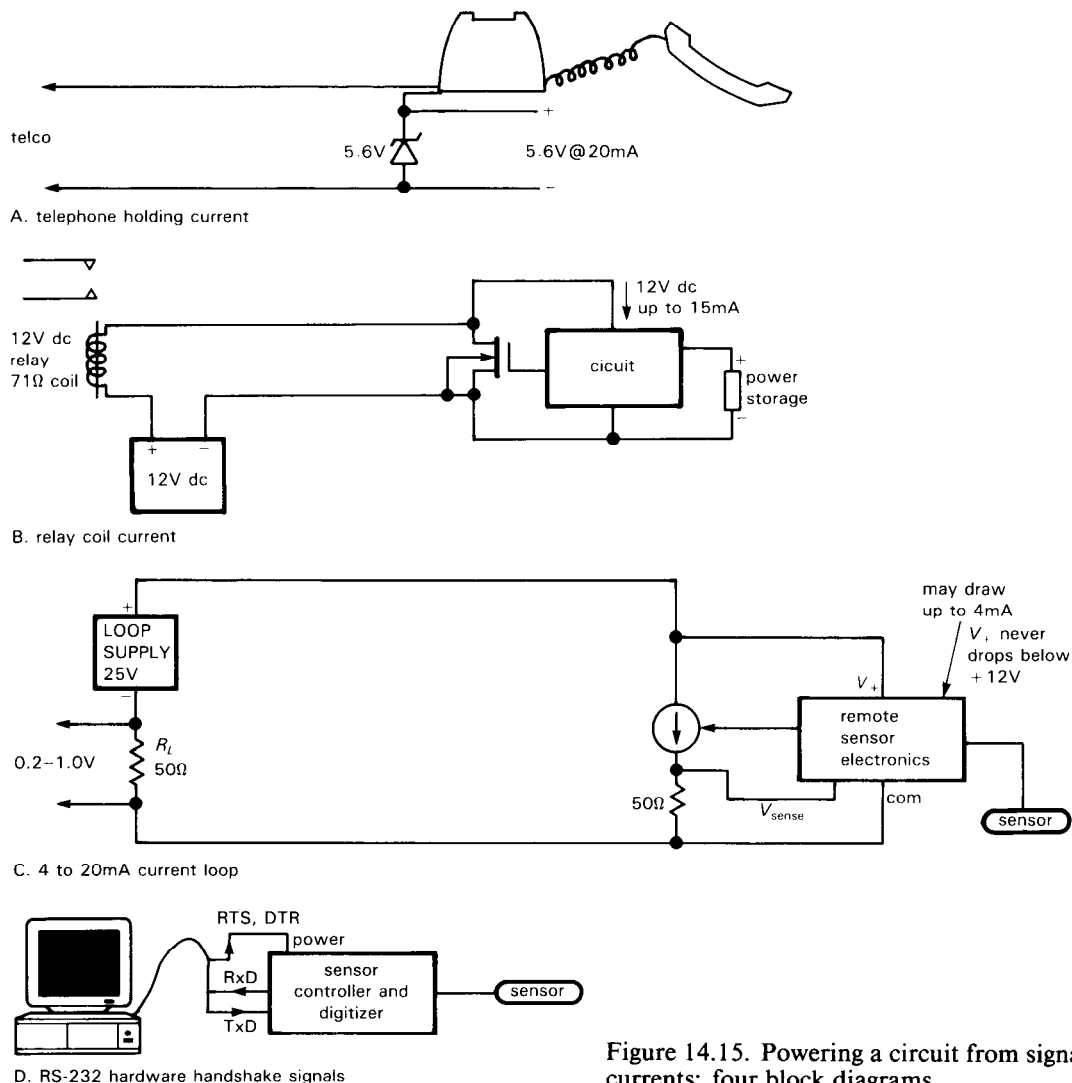 telco
5.6V
+
5.6V@20mA
−
A. telephone holding current
12V dc
relay
71Ω coil
+ −
12V dc
12V dc
up to 15mA
cicuit
+
power
storage
−
B. relay coil current
+
LOOP
SUPPLY
25V
−
0.2–1.0V
R_L
50Ω
may draw
up to 4mA
V+ never
drops below
+12V
V+
remote
sensor
electronics
50Ω
V_sense
com
sensor
C. 4 to 20mA current loop
RTS, DTR
power
RxD
TxD
sensor
controller and
digitizer
sensor
D. RS-232 hardware handshake signals
Figure 14.15. Powering a circuit from
currents: four block diagrams